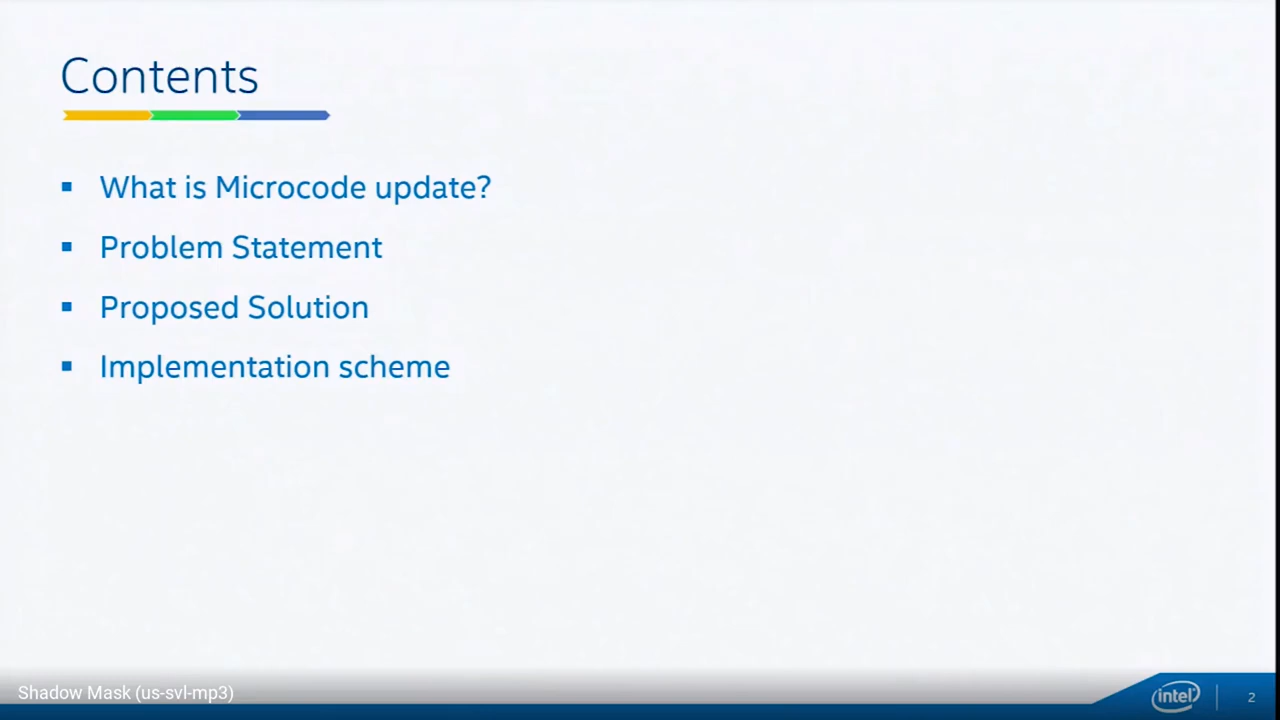 Contents
What is Microcode update?
Problem Statement
Proposed Solution
Implementation scheme
Shadow Mask (us-svl-mp3)
intel
2